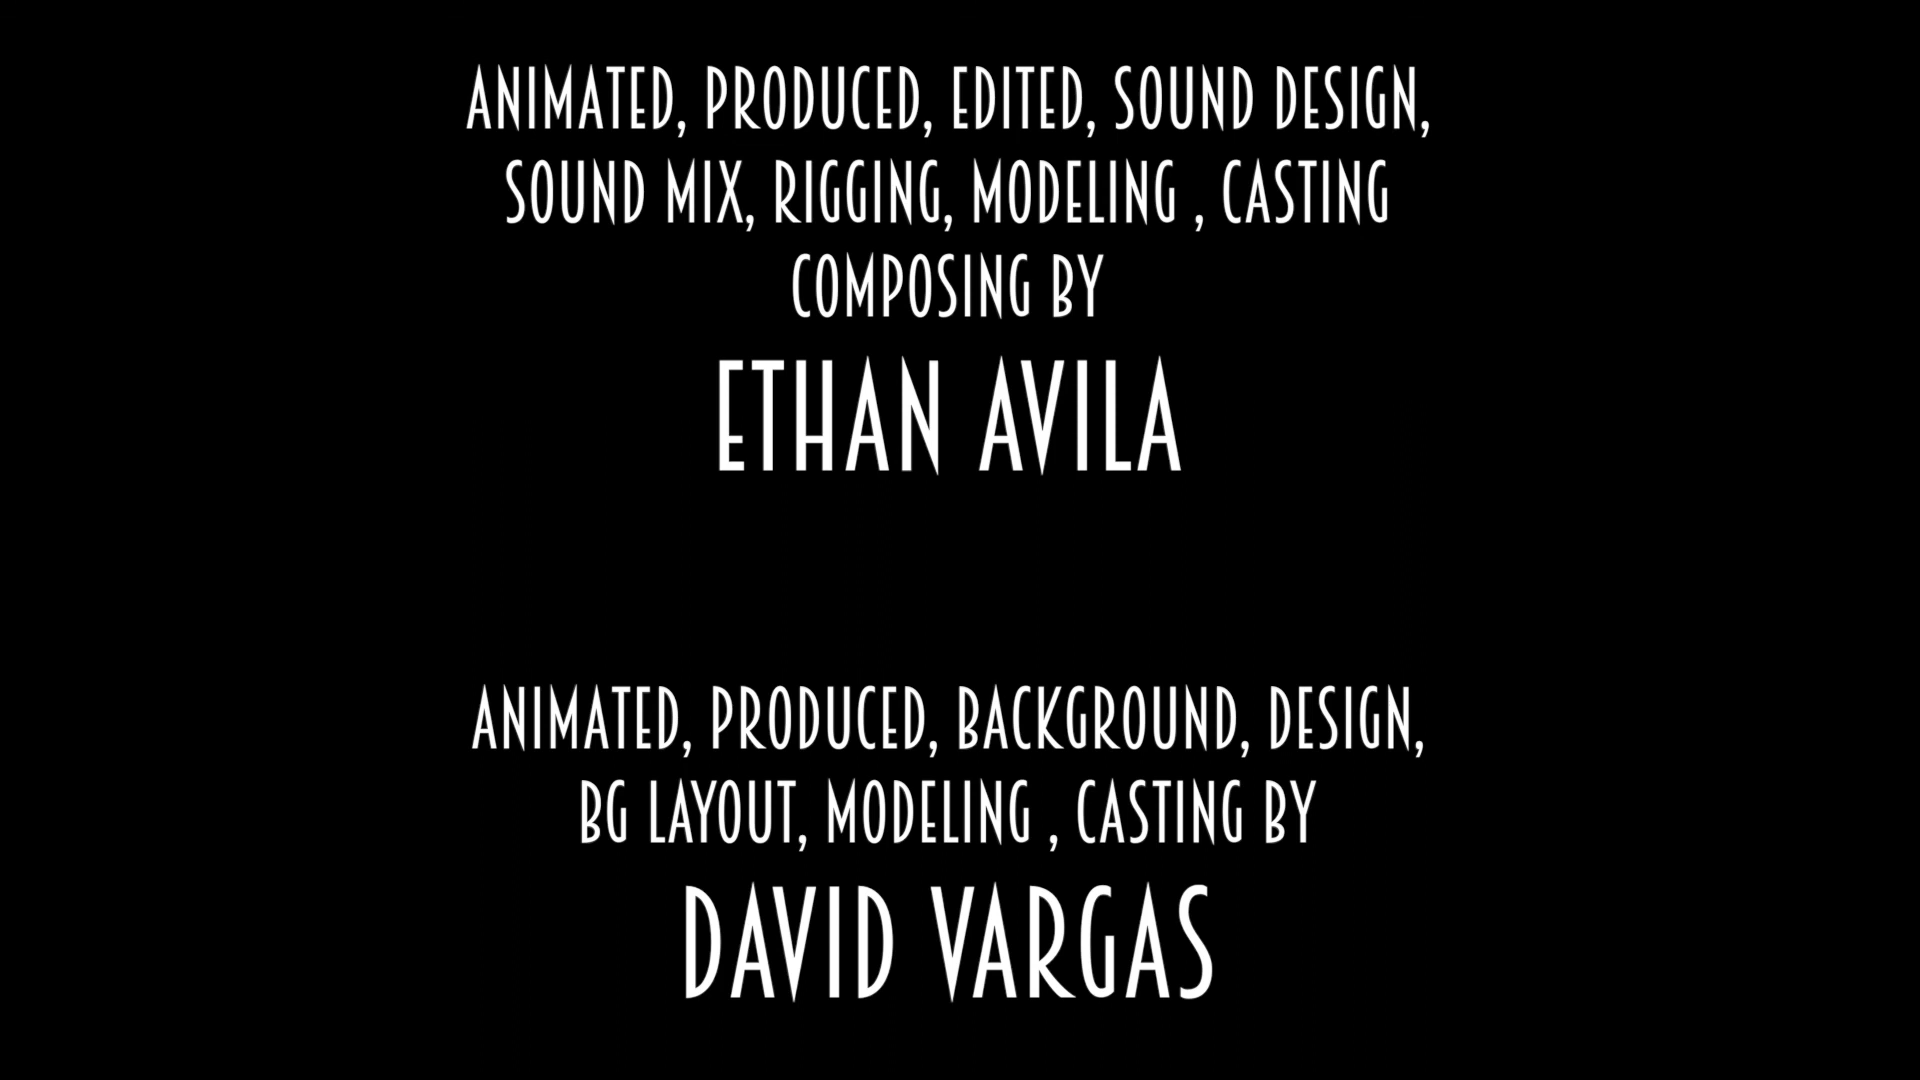 ANIMATED, PRODUCED, EDITED, SOUND DESIGN,
SOUND MIX, RIGGING, MODELING , CASTING
COMPOSING BY
ETHAN AVILA
ANIMATED, PRODUCED, BACKGROUND, DESIGN,
BG LAYOUT, MODELING , CASTING BY
DAVID VARGAS